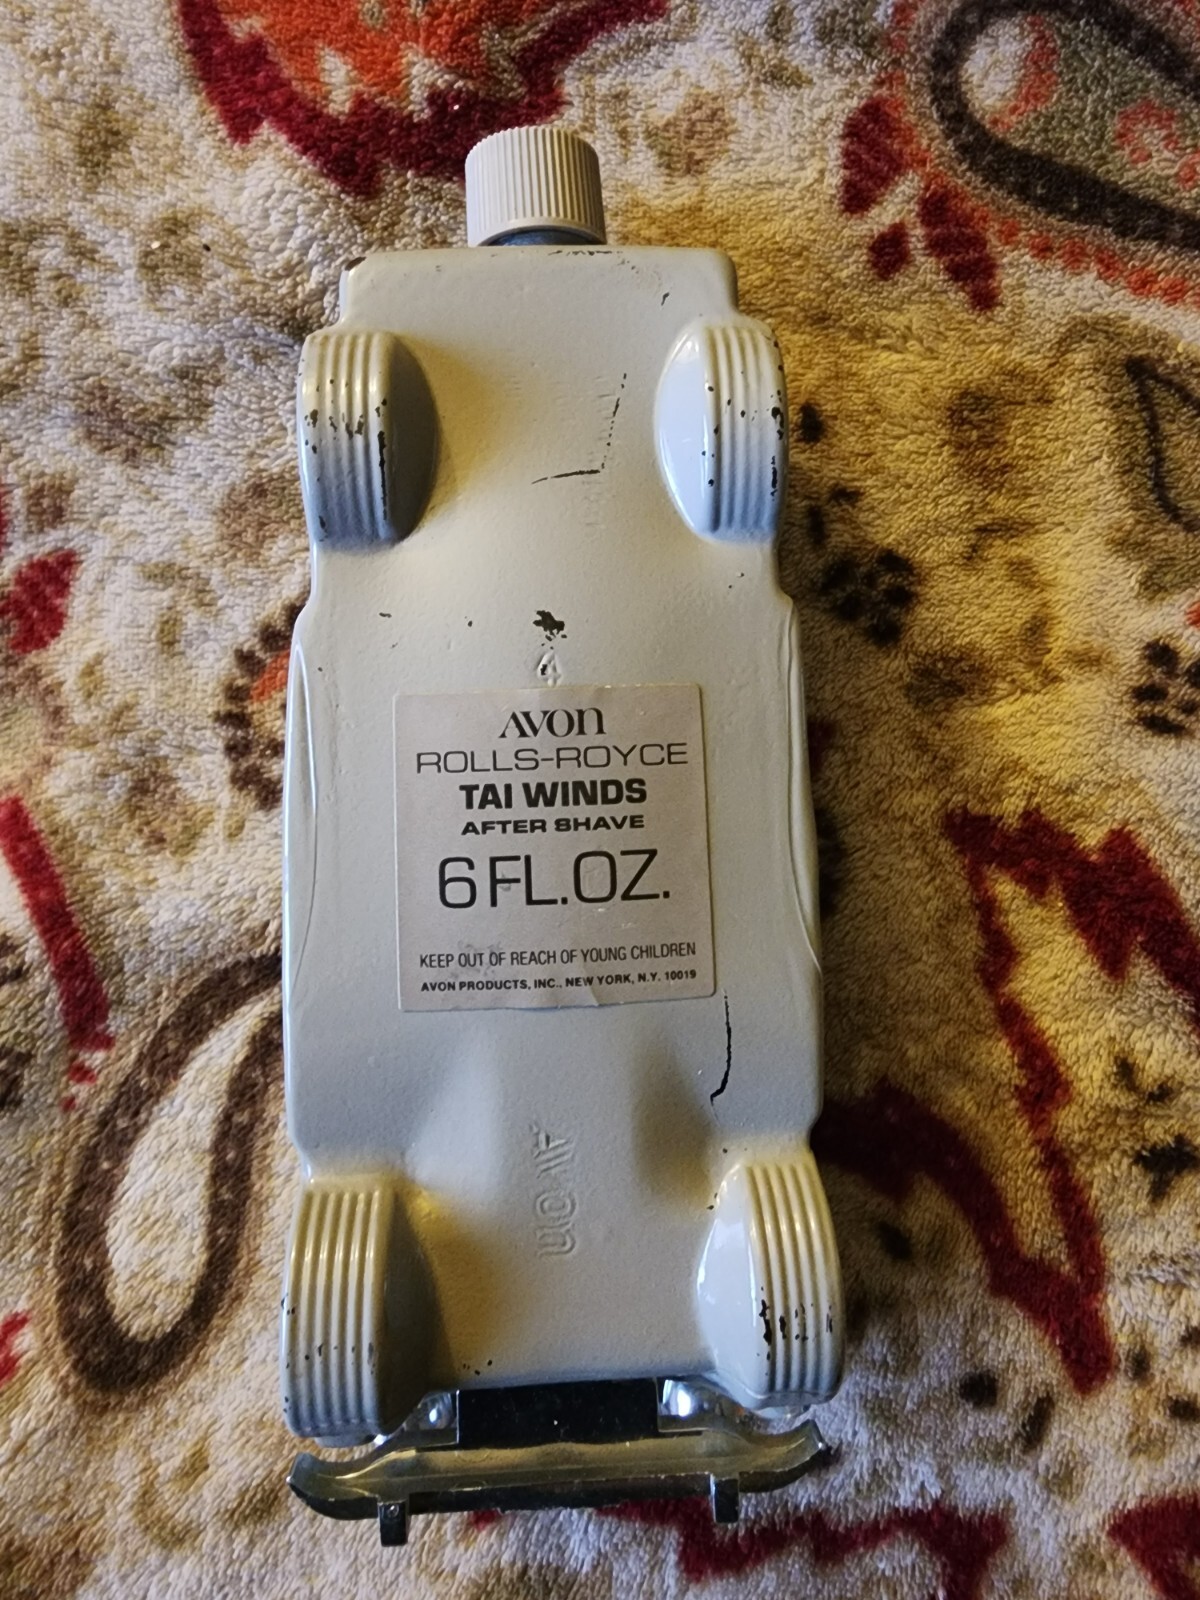 4
AVON
ROLLS-ROYCE
TAI WINDS
AFTER SHAVE
6 FL.OZ.
KEEP OUT OF REACH OF YOUNG CHILDREN
AVON PRODUCTS, INC., NEW YORK, N.Y. 10019
AVON